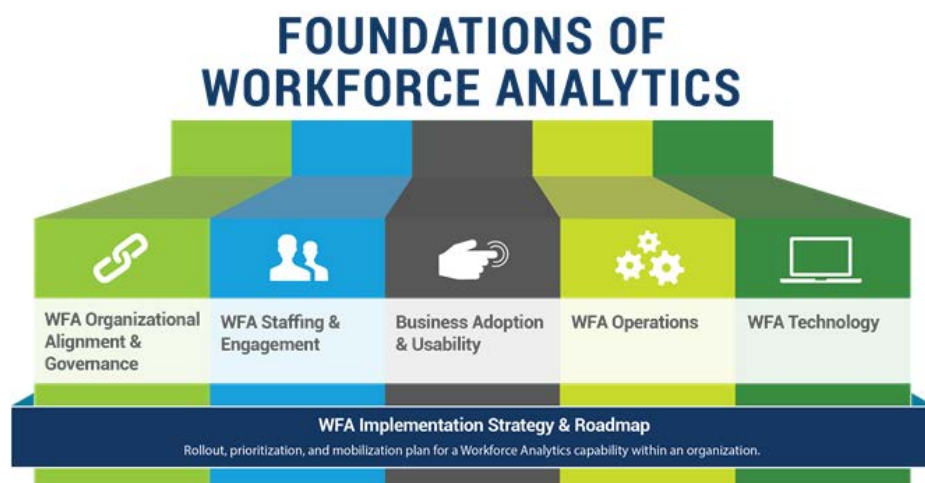 FOUNDATIONS OF
WORKFORCE ANALYTICS
WFA Organizational
Alignment &
Governance
WFA Staffing &
Engagement
Business Adoption
& Usability
WFA Operations
WFA Technology
WFA Implementation Strategy & Roadmap
Rollout, prioritization, and mobilization plan for a Workforce Analytics capability within an organization.